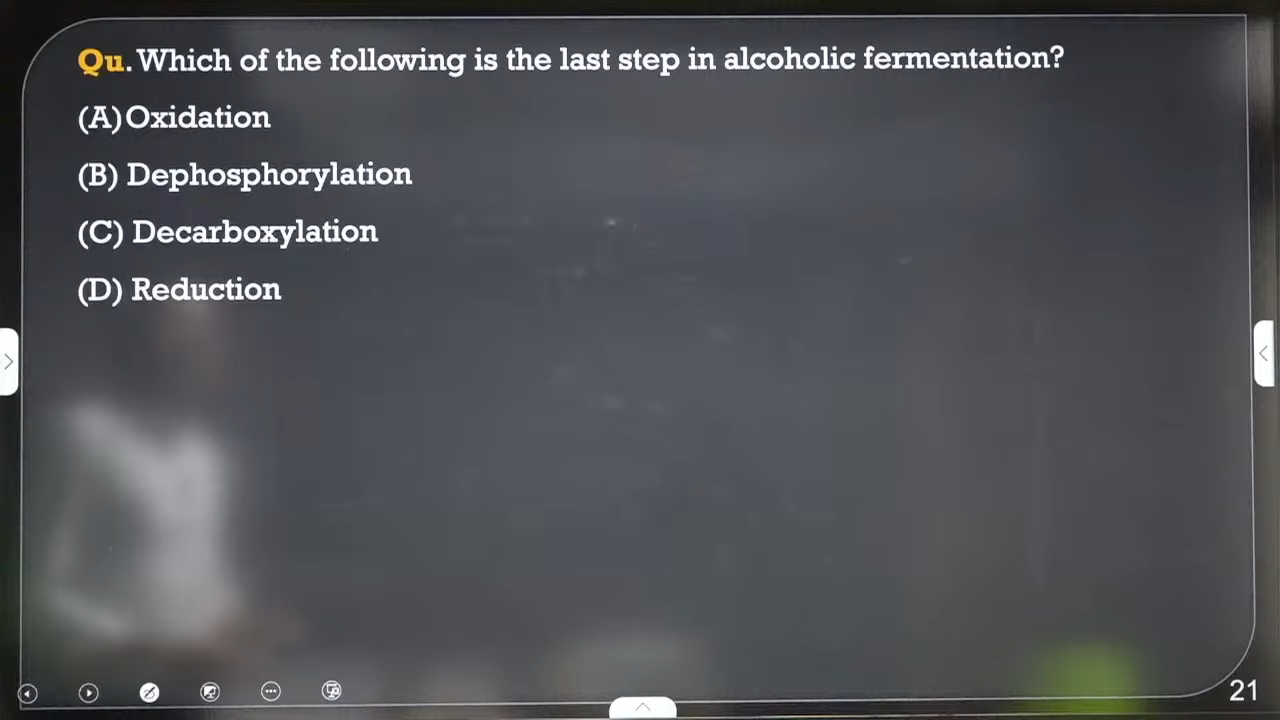 Qu. Which of the following is the last step in alcoholic fermentation?
(A) Oxidation
(B) Dephosphorylation
(C) Decarboxylation
(D) Reduction
21